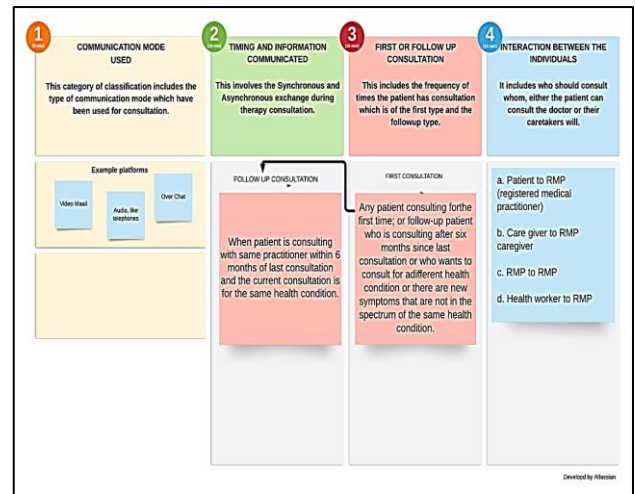 1
(5 min)
COMMUNICATION MODE
USED
This category of classification includes the
type of communication mode which have
been used for consultation.
2
TIMING AND INFORMATION
COMMUNICATED
This involves the Synchronous and
Asynchronous exchange during
therapy consultation.
3
FIRST OR FOLLOW UP
CONSULTATION
This includes the frequency of
times the patient has consultation
which is of the first type and the
followup type.
4
INTERACTION BETWEEN THE
INDIVIDUALS
It includes who should consult
whom, either the patient can
consult the doctor or their
caretakers will.
Example platforms
Video Maail
Audio, like
telephones
Over Chat
FOLLOW UP CONSULTATION
When patient is consulting
with same practitioner within 6
months of last consultation
and the current consultation is
for the same health condition.
FIRST CONSULTATION
Any patient consulting forthe
first time; or follow-up patient
who is consulting after six
months since last
consultation or who wants to
consult for adifferent health
condition or there are new
symptoms that are not in the
spectrum of the same health
condition.
a. Patient to RMP
(registered medical
practitioner)
b. Care giver to RMP
caregiver
c. RMP to RMP
d. Health worker to RMP
Developd by Atlassian